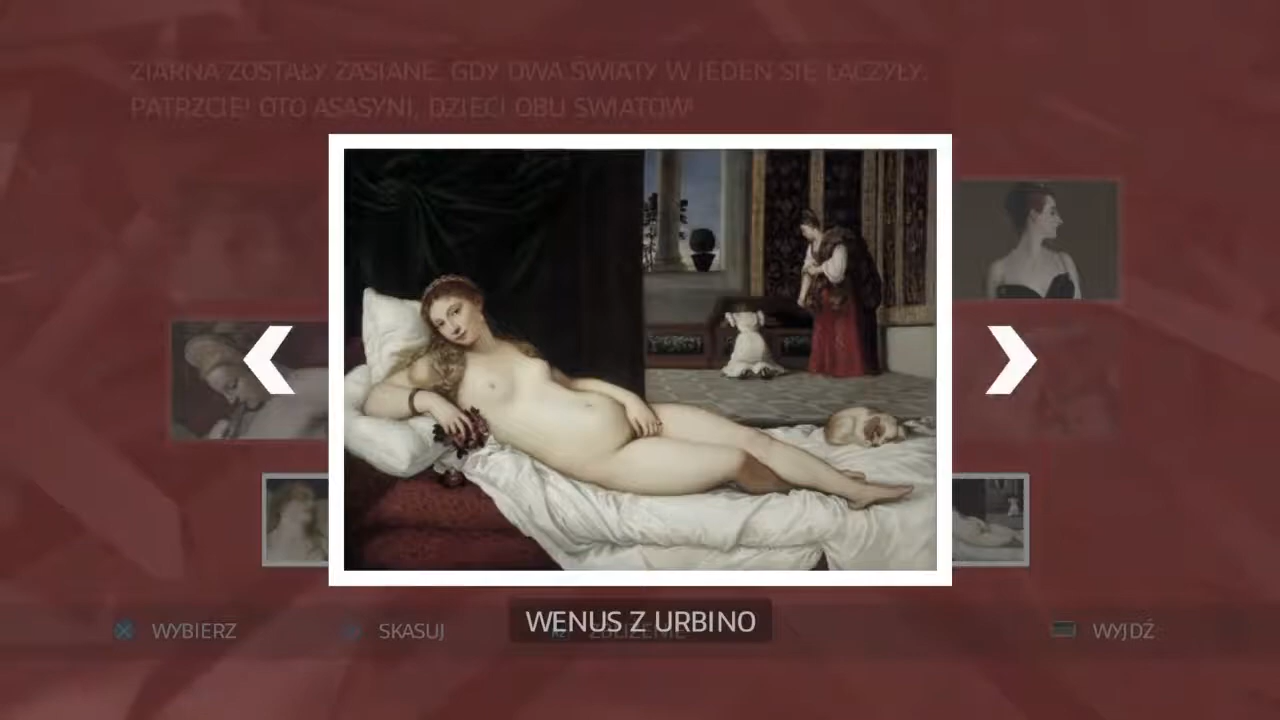 ZIARNA ZOSTAŁY ZASIANE, GDY DWA ŚWIATY W JEDEN SIĘ ŁĄCZYŁY.
PATRZCIE! OTO ASASYNI, DZIECI OBU ŚWIATÓW!
WENUS Z URBINO
WYBIERZ
SKASUJ
ZBLIŻENIE
WYJDŹ